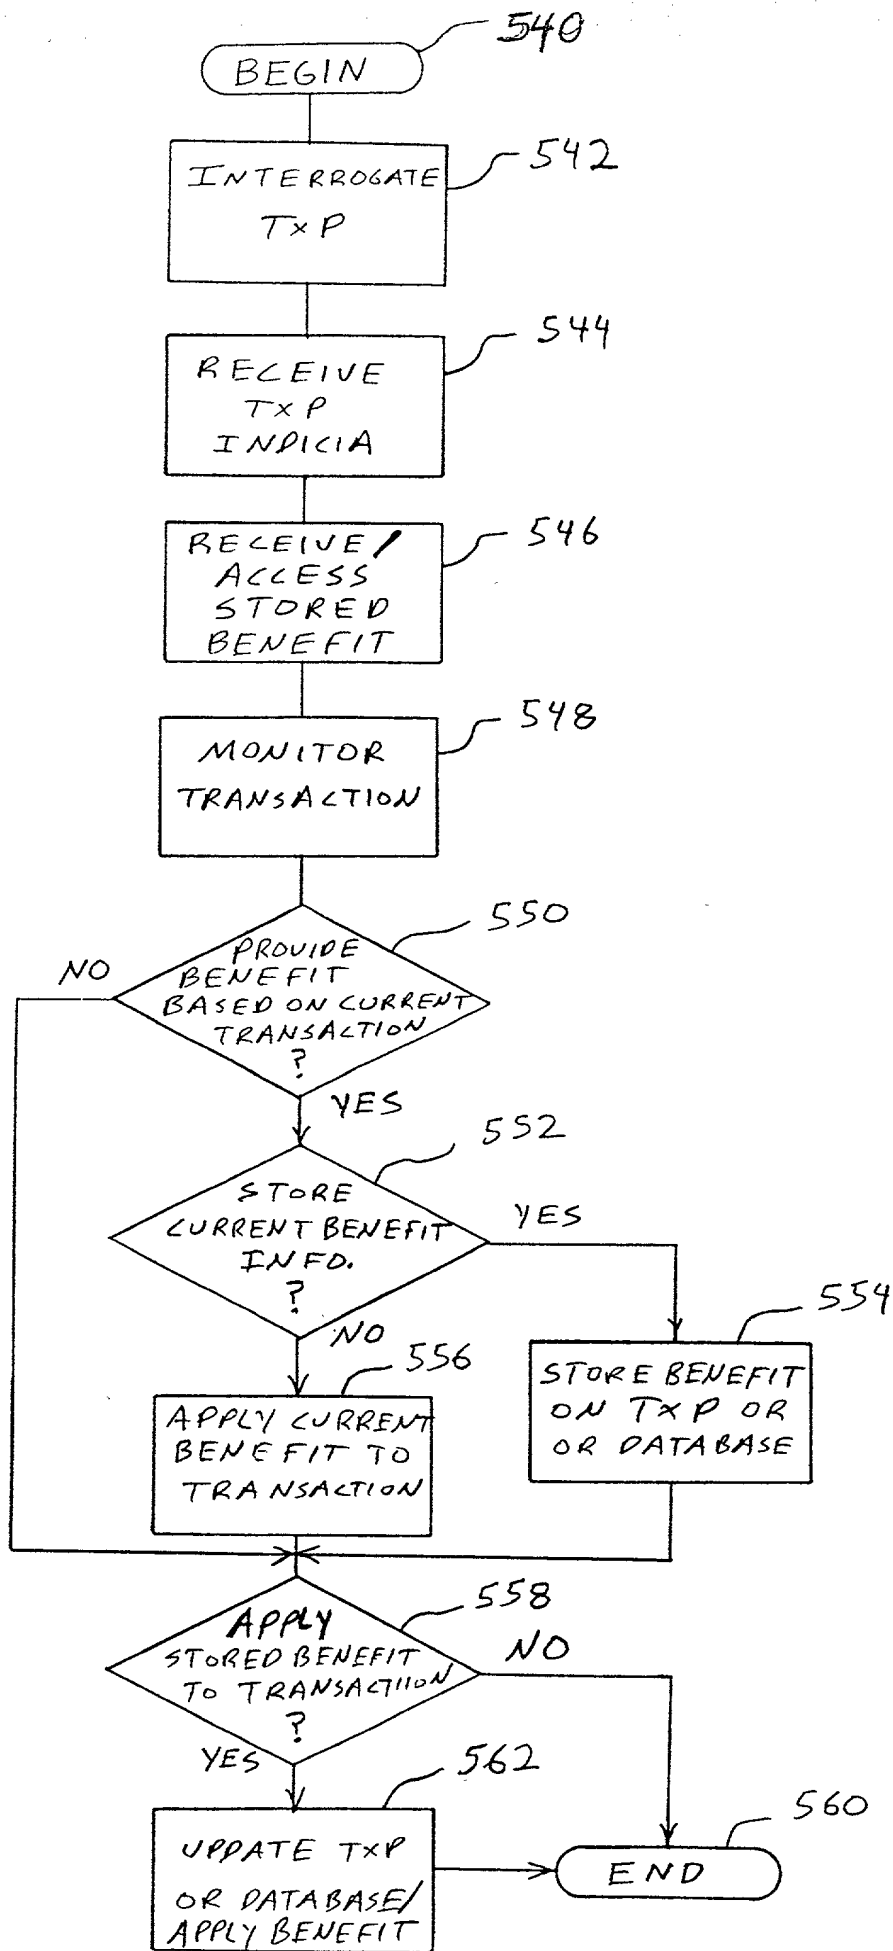 540
BEGIN
542
INTERROGATE
TXP
544
RECEIVE
TXP
INDICIA
546
RECEIVE/
ACCESS
STORED
BENEFIT
548
MONITOR
TRANSACTION
550
PROVIDE
BENEFIT
BASED ON CURRENT
TRANSACTION
?
NO
YES
552
STORE
CURRENT BENEFIT
INFO.
?
YES
NO
554
STORE BENEFIT
ON TXP OR
OR DATABASE
556
APPLY CURRENT
BENEFIT TO
TRANSACTION
558
APPLY
STORED BENEFIT
TO TRANSACTIION
?
NO
YES
562
UPDATE TXP
OR DATABASE/
APPLY BENEFIT
560
END